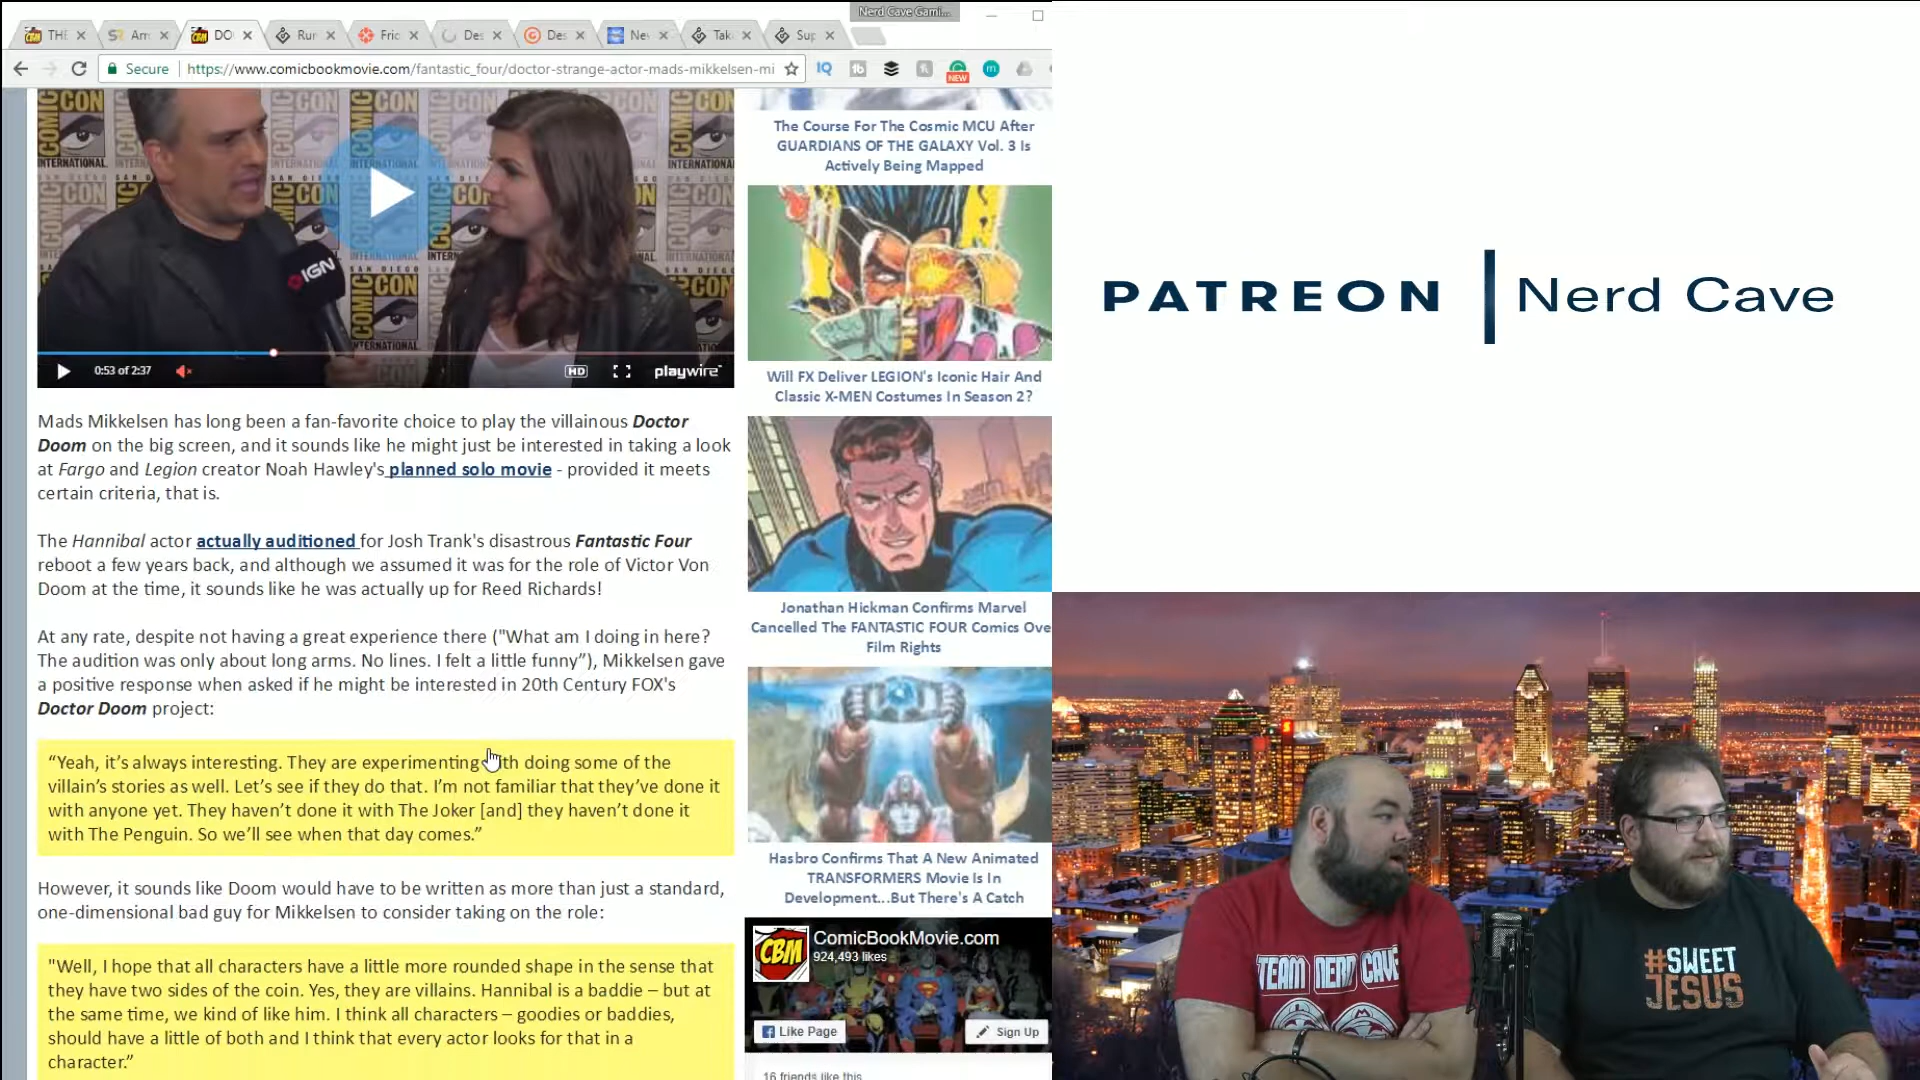 Nerd Cave Gami...
THE
Arn
DO
Run
Fric
Des
Des
Nev
Tak
Sup
Secure
https://www.comicbookmovie.com/fantastic_four/doctor-strange-actor-mads-mikkelsen-mi
NEW
COMIC CON
INTERNATIONAL
SAN DIEGO
IGN
0:53 of 2:37
HD
playwire
Mads Mikkelsen has long been a fan-favorite choice to play the villainous Doctor
Doom on the big screen, and it sounds like he might just be interested in taking a look
at Fargo and Legion creator Noah Hawley's planned solo movie - provided it meets
certain criteria, that is.
The Hannibal actor actually auditioned for Josh Trank's disastrous Fantastic Four
reboot a few years back, and although we assumed it was for the role of Victor Von
Doom at the time, it sounds like he was actually up for Reed Richards!
At any rate, despite not having a great experience there ("What am I doing in here?
The audition was only about long arms. No lines. I felt a little funny”), Mikkelsen gave
a positive response when asked if he might be interested in 20th Century FOX's
Doctor Doom project:
“Yeah, it’s always interesting. They are experimenting with doing some of the
villain’s stories as well. Let’s see if they do that. I’m not familiar that they’ve done it
with anyone yet. They haven’t done it with The Joker [and] they haven’t done it
with The Penguin. So we’ll see when that day comes.”
However, it sounds like Doom would have to be written as more than just a standard,
one-dimensional bad guy for Mikkelsen to consider taking on the role:
"Well, I hope that all characters have a little more rounded shape in the sense that
they have two sides of the coin. Yes, they are villains. Hannibal is a baddie – but at
the same time, we kind of like him. I think all characters – goodies or baddies,
should have a little of both and I think that every actor looks for that in a
character.”
The Course For The Cosmic MCU After
GUARDIANS OF THE GALAXY Vol. 3 Is
Actively Being Mapped
Will FX Deliver LEGION's Iconic Hair And
Classic X-MEN Costumes In Season 2?
Jonathan Hickman Confirms Marvel
Cancelled The FANTASTIC FOUR Comics Ove
Film Rights
Hasbro Confirms That A New Animated
TRANSFORMERS Movie Is In
Development...But There's A Catch
CBM
ComicBookMovie.com
924,493 likes
Like Page
Sign Up
16 friends like this
PATREON | Nerd Cave
TEAM NERD CAVE
#SWEET
JESUS